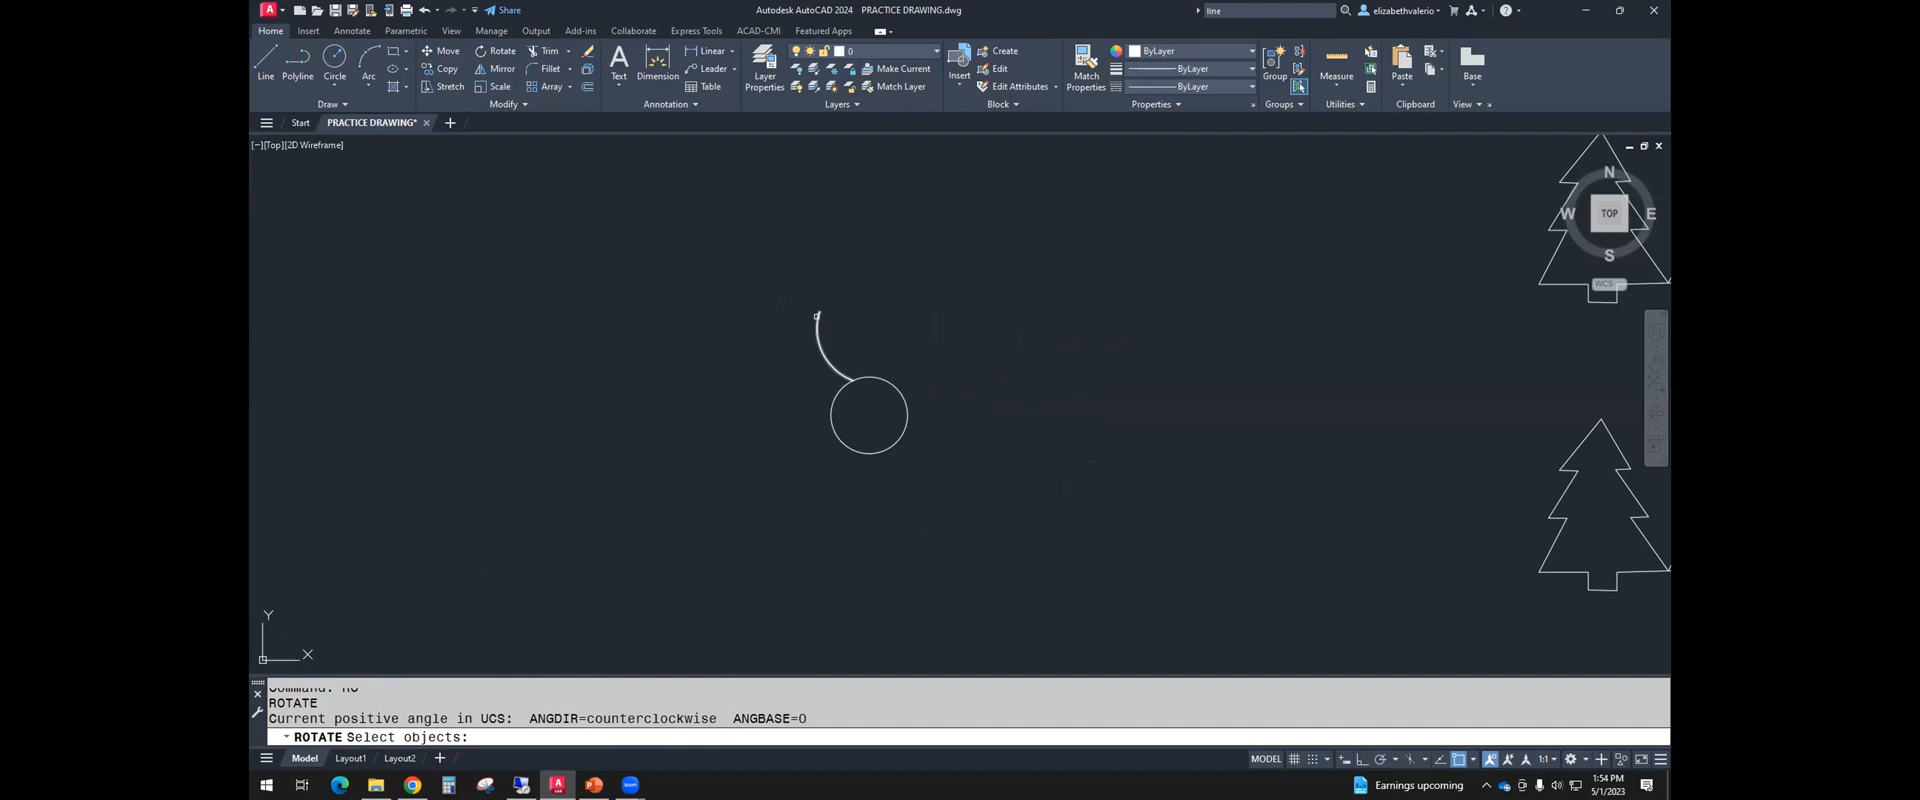 Share
Autodesk AutoCAD 2024 PRACTICE DRAWING.dwg
line
elizabethvalerio
Home Insert Annotate Parametric View Manage Output Add-ins Collaborate Express Tools ACAD-CMI Featured Apps
Line
Polyline
Circle
Arc
Draw
Move Rotate Trim
Copy Mirror Fillet
Stretch Scale Array
Modify
Text
Dimension
Linear
Leader
Table
Annotation
Layer
Properties
0
Make Current
Match Layer
Layers
Insert
Create
Edit
Edit Attributes
Block
Match
Properties
ByLayer
ByLayer
ByLayer
Properties
Group
Groups
Measure
Utilities
Paste
Clipboard
Base
View
Start PRACTICE DRAWING*
[−][Top][2D Wireframe]
N
W TOP E
S
WCS
Y
X
Command: RO
ROTATE
Current positive angle in UCS: ANGDIR=counterclockwise ANGBASE=0
ROTATE Select objects:
Model Layout1 Layout2
MODEL
1:1
Earnings upcoming
1:54 PM
5/1/2023